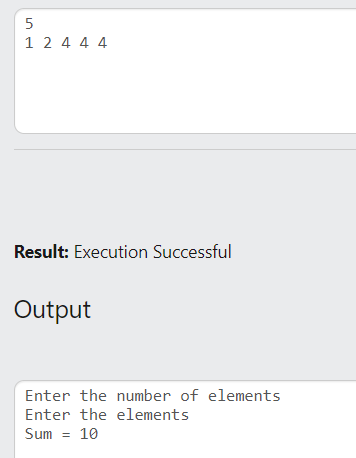 5
1 2 4 4 4
Result: Execution Successful
Output
Enter the number of elements
Enter the elements
Sum = 10